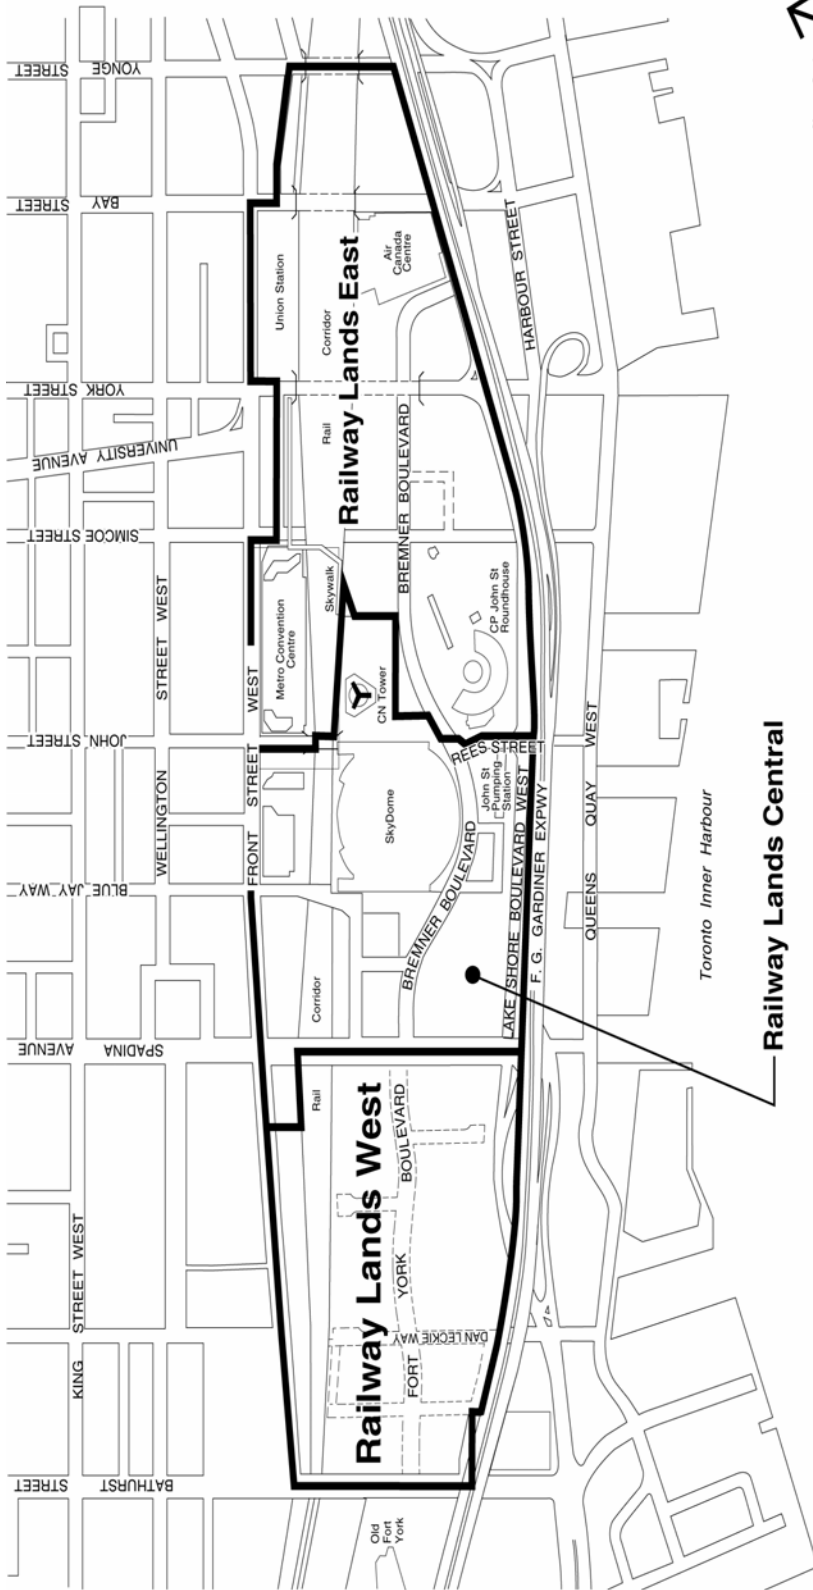 YONGE STREET
BAY STREET
YORK STREET
UNIVERSITY AVENUE
SIMCOE STREET
JOHN STREET
BLUE JAY WAY
SPADINA AVENUE
BATHURST STREET
KING STREET WEST
WELLINGTON STREET WEST
FRONT STREET WEST
Union Station
Rail Corridor
Railway Lands East
Air
Canada
Centre
BREMNER BOULEVARD
Skywalk
Metro Convention
Centre
CN Tower
CP John St
Roundhouse
REES STREET
SkyDome
John St
Pumping
Station
BREMNER BOULEVARD
Rail Corridor
Railway Lands West
FORT YORK BOULEVARD
DAN LECKIE WAY
Old
Fort
York
LAKE SHORE BOULEVARD WEST
F. G. GARDINER EXPWY
HARBOUR STREET
QUEENS QUAY WEST
Toronto Inner Harbour
Railway Lands Central